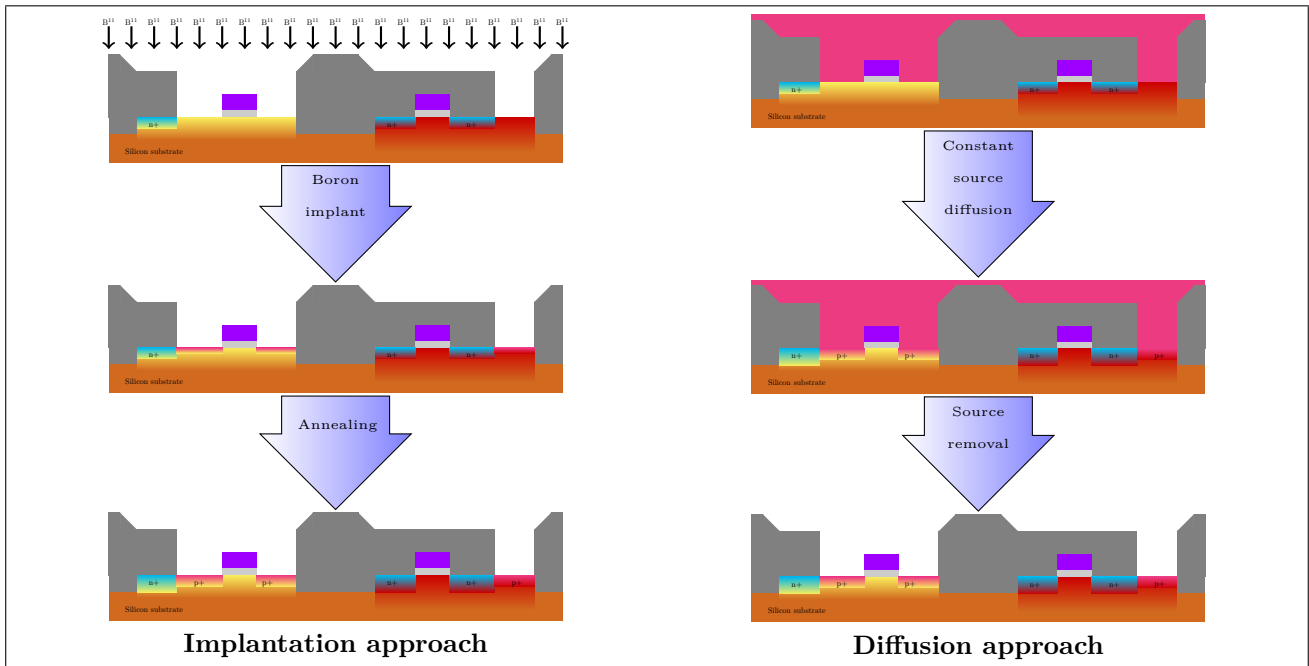 B¹¹ B¹¹ B¹¹ B¹¹ B¹¹ B¹¹ B¹¹ B¹¹ B¹¹ B¹¹ B¹¹ B¹¹ B¹¹ B¹¹ B¹¹ B¹¹ B¹¹ B¹¹ B¹¹ B¹¹ B¹¹
n+ n+ n+
Silicon substrate
Boron
implant
n+ n+ n+
Silicon substrate
Annealing
n+ p+ p+ n+ n+ p+
Silicon substrate
Implantation approach
n+ n+ n+
Silicon substrate
Constant
source
diffusion
n+ p+ p+ n+ n+ p+
Silicon substrate
Source
removal
n+ p+ p+ n+ n+ p+
Silicon substrate
Diffusion approach